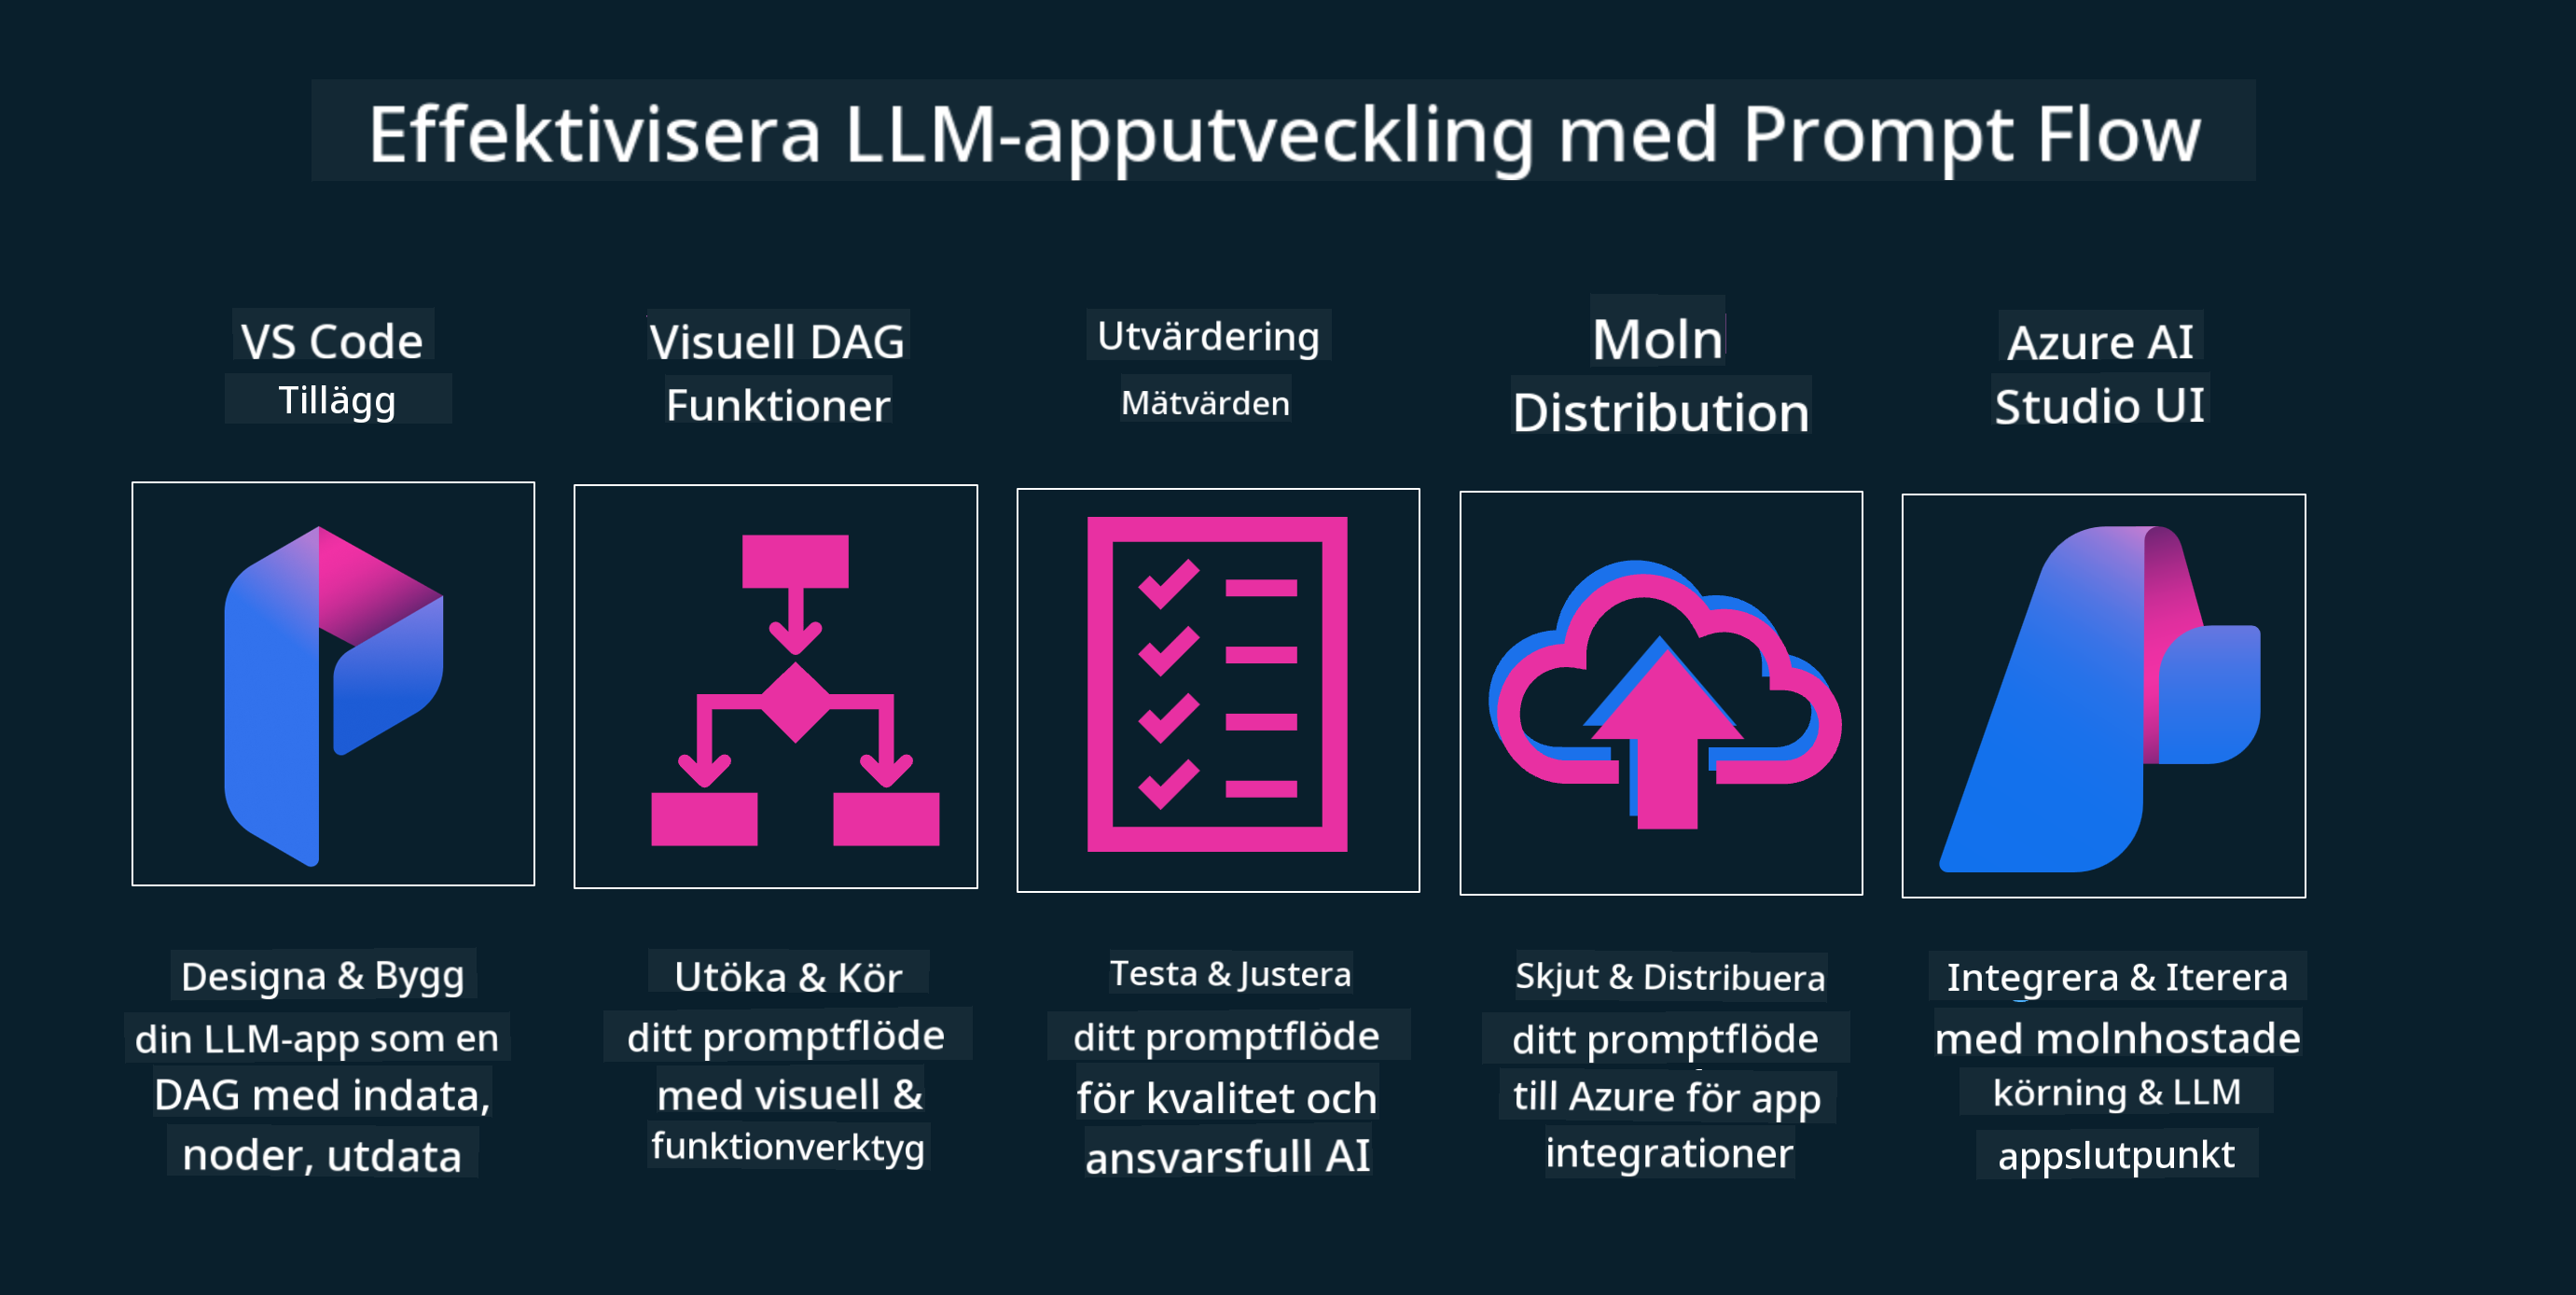 Effektivisera LLM-apputveckling med Prompt Flow
VS Code
Tillägg
Visuell DAG
Funktioner
Utvärdering
Mätvärden
Moln
Distribution
Azure AI
Studio UI
Designa & Bygg
din LLM-app som en
DAG med indata,
noder, utdata
Utöka & Kör
ditt promptflöde
med visuell &
funktionverktyg
Testa & Justera
ditt promptflöde
för kvalitet och
ansvarsfull AI
Skjut & Distribuera
ditt promptflöde
till Azure för app
integrationer
Integrera & Iterera
med molnhostade
körning & LLM
appslutpunkt